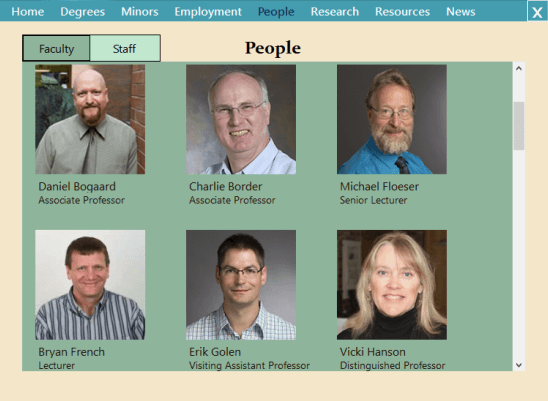 Home Degrees Minors Employment People Research Resources News X
Faculty Staff
People
Daniel Bogaard Charlie Border Michael Floeser
Associate Professor Associate Professor Senior Lecturer
Bryan French Erik Golen Vicki Hanson
Lecturer Visiting Assistant Professor Distinguished Professor